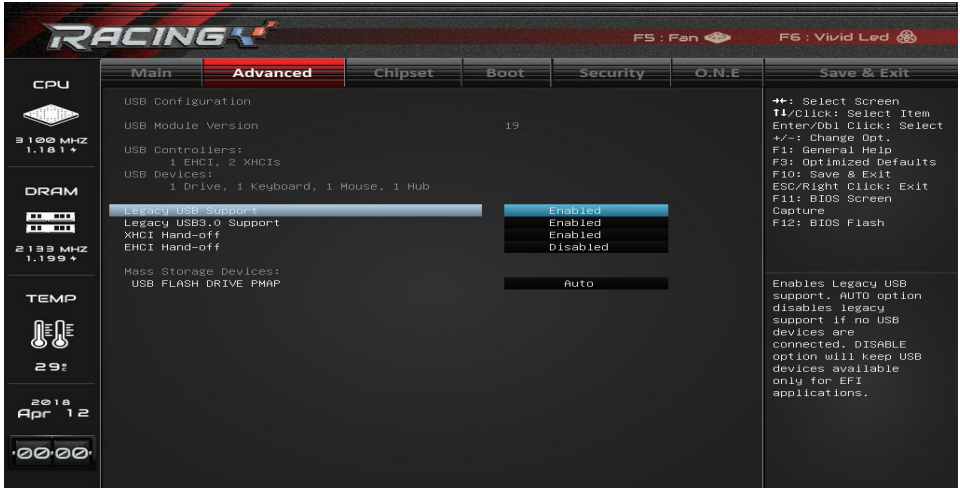 RACING
F5 : Fan
F6 : Vivid Led
CPU
3100 MHZ
1.181
DRAM
2133 MHZ
1.199
TEMP
29
2018
Apr 12
00:00
Main Advanced Chipset Boot Security O.N.E Save & Exit
USB Configuration
USB Module Version 19
USB Controllers:
1 EHCI, 2 XHCIs
USB Devices:
1 Drive, 1 Keyboard, 1 Mouse, 1 Hub
Legacy USB Support Enabled
Legacy USB3.0 Support Enabled
XHCI Hand-off Enabled
EHCI Hand-off Disabled
Mass Storage Devices:
USB FLASH DRIVE PMAP Auto
→←: Select Screen
↑↓/Click: Select Item
Enter/Dbl Click: Select
+/-: Change Opt.
F1: General Help
F3: Optimized Defaults
F10: Save & Exit
ESC/Right Click: Exit
F11: BIOS Screen
Capture
F12: BIOS Flash
Enables Legacy USB
support. AUTO option
disables legacy
support if no USB
devices are
connected. DISABLE
option will keep USB
devices available
only for EFI
applications.